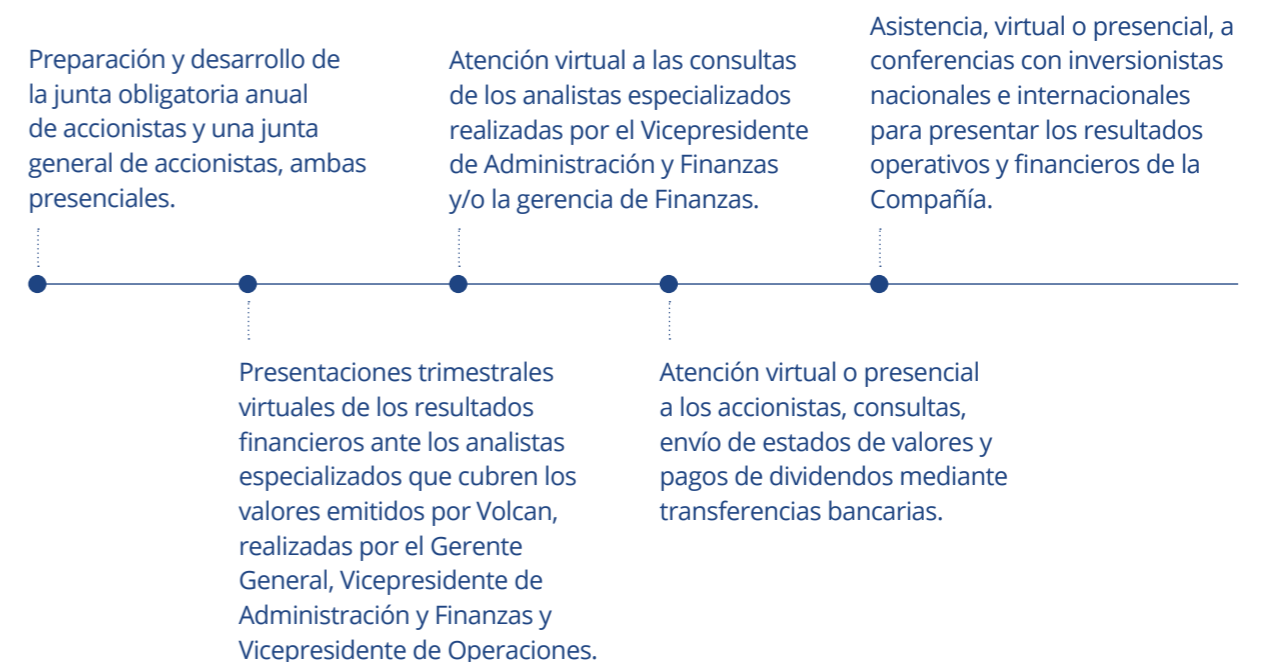 Preparación y desarrollo de
la junta obligatoria anual
de accionistas y una junta
general de accionistas, ambas
presenciales.
Presentaciones trimestrales
virtuales de los resultados
financieros ante los analistas
especializados que cubren los
valores emitidos por Volcan,
realizadas por el Gerente
General, Vicepresidente de
Administración y Finanzas y
Vicepresidente de Operaciones.
Atención virtual a las consultas
de los analistas especializados
realizadas por el Vicepresidente
de Administración y Finanzas
y/o la gerencia de Finanzas.
Atención virtual o presencial
a los accionistas, consultas,
envío de estados de valores y
pagos de dividendos mediante
transferencias bancarias.
Asistencia, virtual o presencial, a
conferencias con inversionistas
nacionales e internacionales
para presentar los resultados
operativos y financieros de la
Compañía.